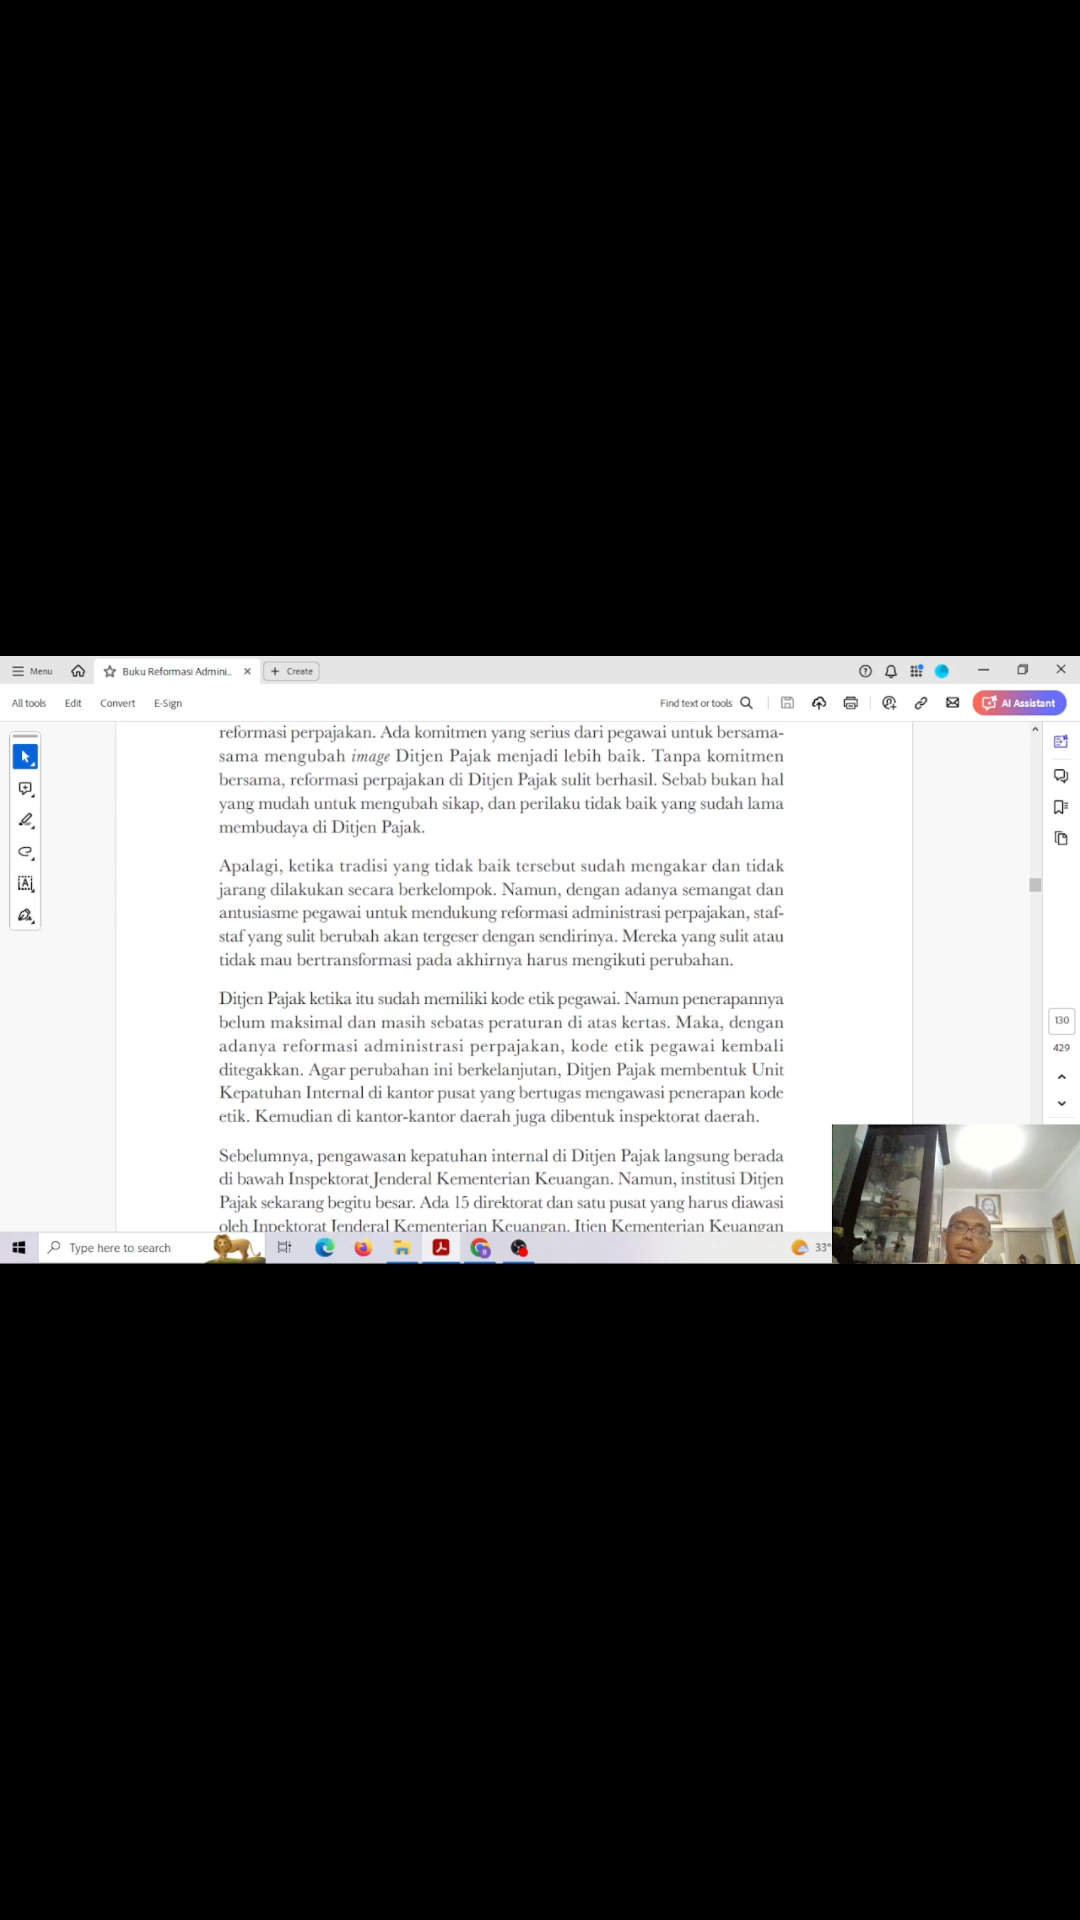 Menu
Buku Reformasi Admini...
Create
All tools
Edit
Convert
E-Sign
Find text or tools
AI Assistant
reformasi perpajakan. Ada komitmen yang serius dari pegawai untuk bersama-
sama mengubah image Ditjen Pajak menjadi lebih baik. Tanpa komitmen
bersama, reformasi perpajakan di Ditjen Pajak sulit berhasil. Sebab bukan hal
yang mudah untuk mengubah sikap, dan perilaku tidak baik yang sudah lama
membudaya di Ditjen Pajak.
Apalagi, ketika tradisi yang tidak baik tersebut sudah mengakar dan tidak
jarang dilakukan secara berkelompok. Namun, dengan adanya semangat dan
antusiasme pegawai untuk mendukung reformasi administrasi perpajakan, staf-
staf yang sulit berubah akan tergeser dengan sendirinya. Mereka yang sulit atau
tidak mau bertransformasi pada akhirnya harus mengikuti perubahan.
Ditjen Pajak ketika itu sudah memiliki kode etik pegawai. Namun penerapannya
belum maksimal dan masih sebatas peraturan di atas kertas. Maka, dengan
adanya reformasi administrasi perpajakan, kode etik pegawai kembali
ditegakkan. Agar perubahan ini berkelanjutan, Ditjen Pajak membentuk Unit
Kepatuhan Internal di kantor pusat yang bertugas mengawasi penerapan kode
etik. Kemudian di kantor-kantor daerah juga dibentuk inspektorat daerah.
Sebelumnya, pengawasan kepatuhan internal di Ditjen Pajak langsung berada
di bawah Inspektorat Jenderal Kementerian Keuangan. Namun, institusi Ditjen
Pajak sekarang begitu besar. Ada 15 direktorat dan satu pusat yang harus diawasi
oleh Inpektorat Jenderal Kementerian Keuangan. Itjen Kementerian Keuangan
130
429
Type here to search
33°